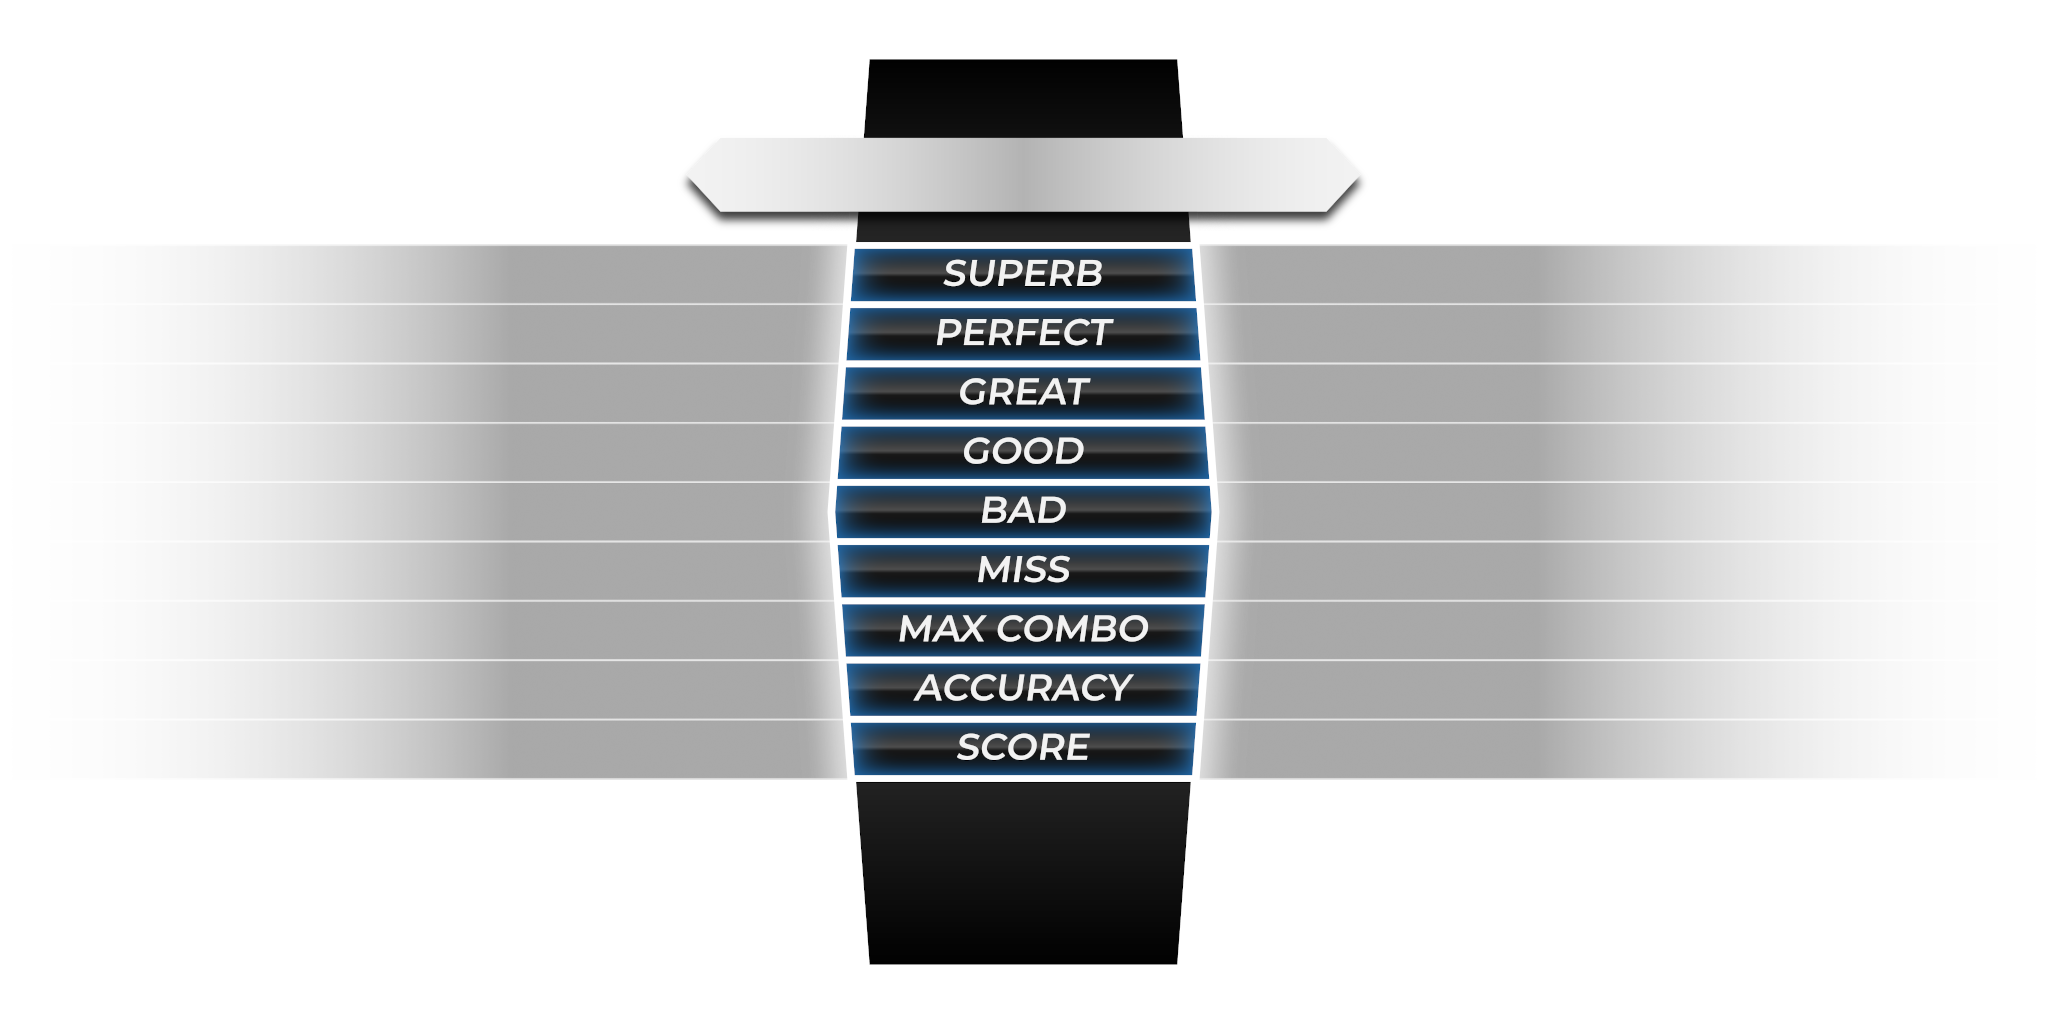 SUPERB
PERFECT
GREAT
GOOD
BAD
MISS
MAX COMBO
ACCURACY
SCORE